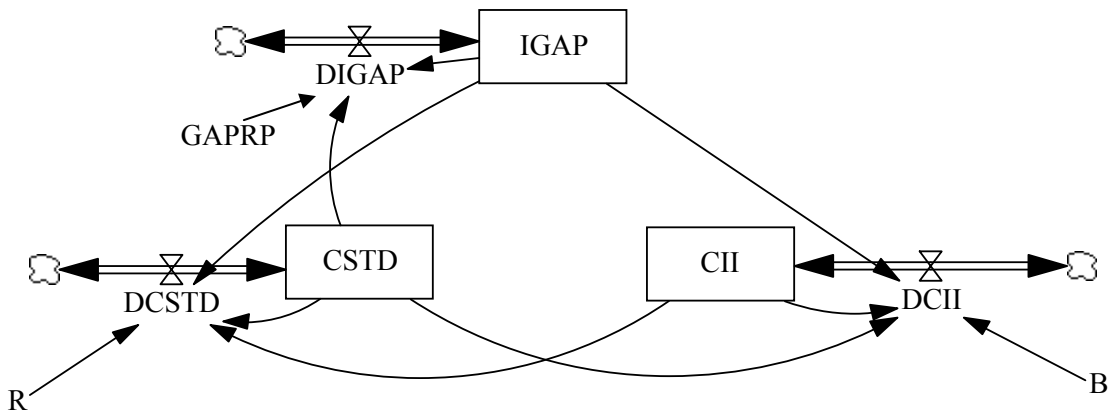 IGAP
DIGAP
GAPRP
CSTD
CII
DCSTD
DCII
R
B